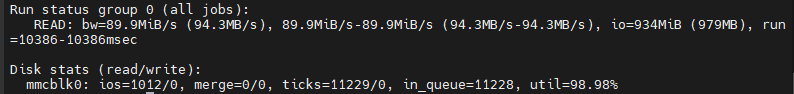 Run status group 0 (all jobs):
   READ: bw=89.9MiB/s (94.3MB/s), 89.9MiB/s-89.9MiB/s (94.3MB/s-94.3MB/s), io=934MiB (979MB), run
=10386-10386msec

Disk stats (read/write):
  mmcblk0: ios=1012/0, merge=0/0, ticks=11229/0, in_queue=11228, util=98.98%